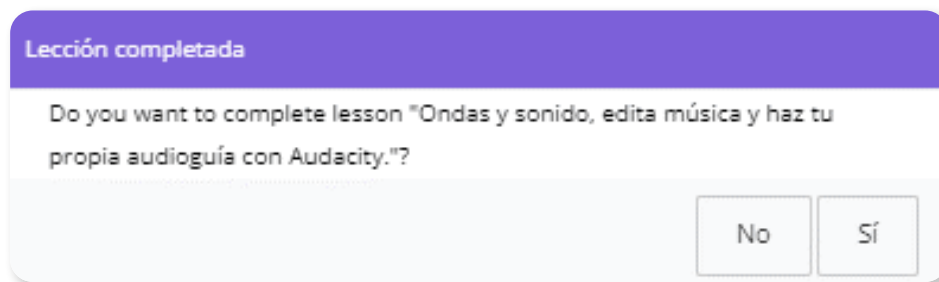 Lección completada
Do you want to complete lesson "Ondas y sonido, edita música y haz tu
propia audioguía con Audacity."?
No Sí